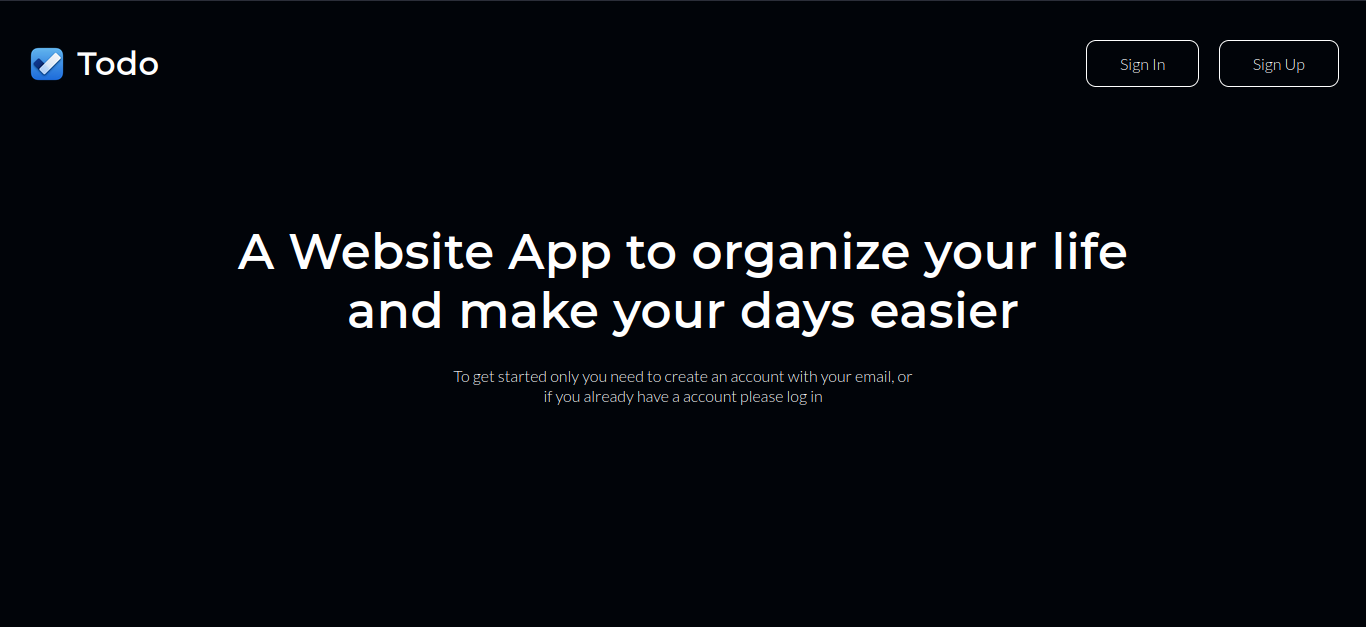 Todo
Sign In
Sign Up
A Website App to organize your life
and make your days easier
To get started only you need to create an account with your email, or
if you already have a account please log in